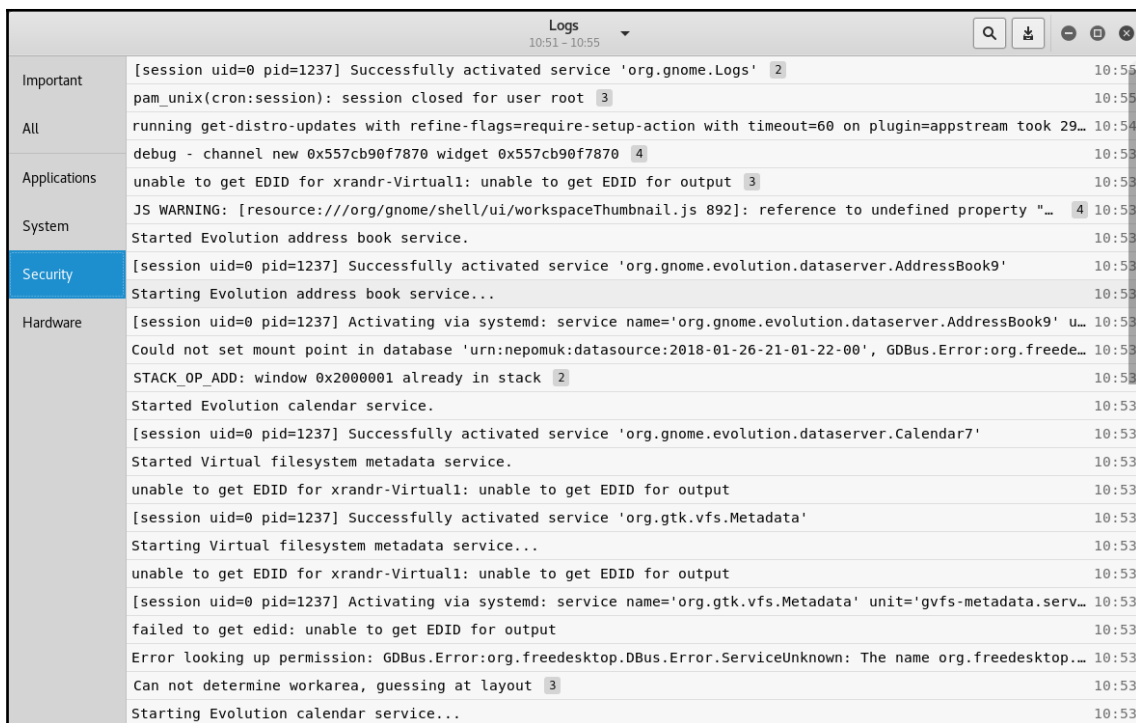 Logs
10:51 – 10:55
Important
All
Applications
System
Security
Hardware
[session uid=0 pid=1237] Successfully activated service 'org.gnome.Logs' 2 10:55
pam_unix(cron:session): session closed for user root 3 10:55
running get-distro-updates with refine-flags=require-setup-action with timeout=60 on plugin=appstream took 29… 10:54
debug - channel new 0x557cb90f7870 widget 0x557cb90f7870 4 10:53
unable to get EDID for xrandr-Virtual1: unable to get EDID for output 3 10:53
JS WARNING: [resource:///org/gnome/shell/ui/workspaceThumbnail.js 892]: reference to undefined property "… 4 10:53
Started Evolution address book service. 10:53
[session uid=0 pid=1237] Successfully activated service 'org.gnome.evolution.dataserver.AddressBook9' 10:53
Starting Evolution address book service... 10:53
[session uid=0 pid=1237] Activating via systemd: service name='org.gnome.evolution.dataserver.AddressBook9' u… 10:53
Could not set mount point in database 'urn:nepomuk:datasource:2018-01-26-21-01-22-00', GDBus.Error:org.freede… 10:53
STACK_OP_ADD: window 0x2000001 already in stack 2 10:53
Started Evolution calendar service. 10:53
[session uid=0 pid=1237] Successfully activated service 'org.gnome.evolution.dataserver.Calendar7' 10:53
Started Virtual filesystem metadata service. 10:53
unable to get EDID for xrandr-Virtual1: unable to get EDID for output 10:53
[session uid=0 pid=1237] Successfully activated service 'org.gtk.vfs.Metadata' 10:53
Starting Virtual filesystem metadata service... 10:53
unable to get EDID for xrandr-Virtual1: unable to get EDID for output 10:53
[session uid=0 pid=1237] Activating via systemd: service name='org.gtk.vfs.Metadata' unit='gvfs-metadata.serv… 10:53
failed to get edid: unable to get EDID for output 10:53
Error looking up permission: GDBus.Error:org.freedesktop.DBus.Error.ServiceUnknown: The name org.freedesktop.… 10:53
Can not determine workarea, guessing at layout 3 10:53
Starting Evolution calendar service... 10:53